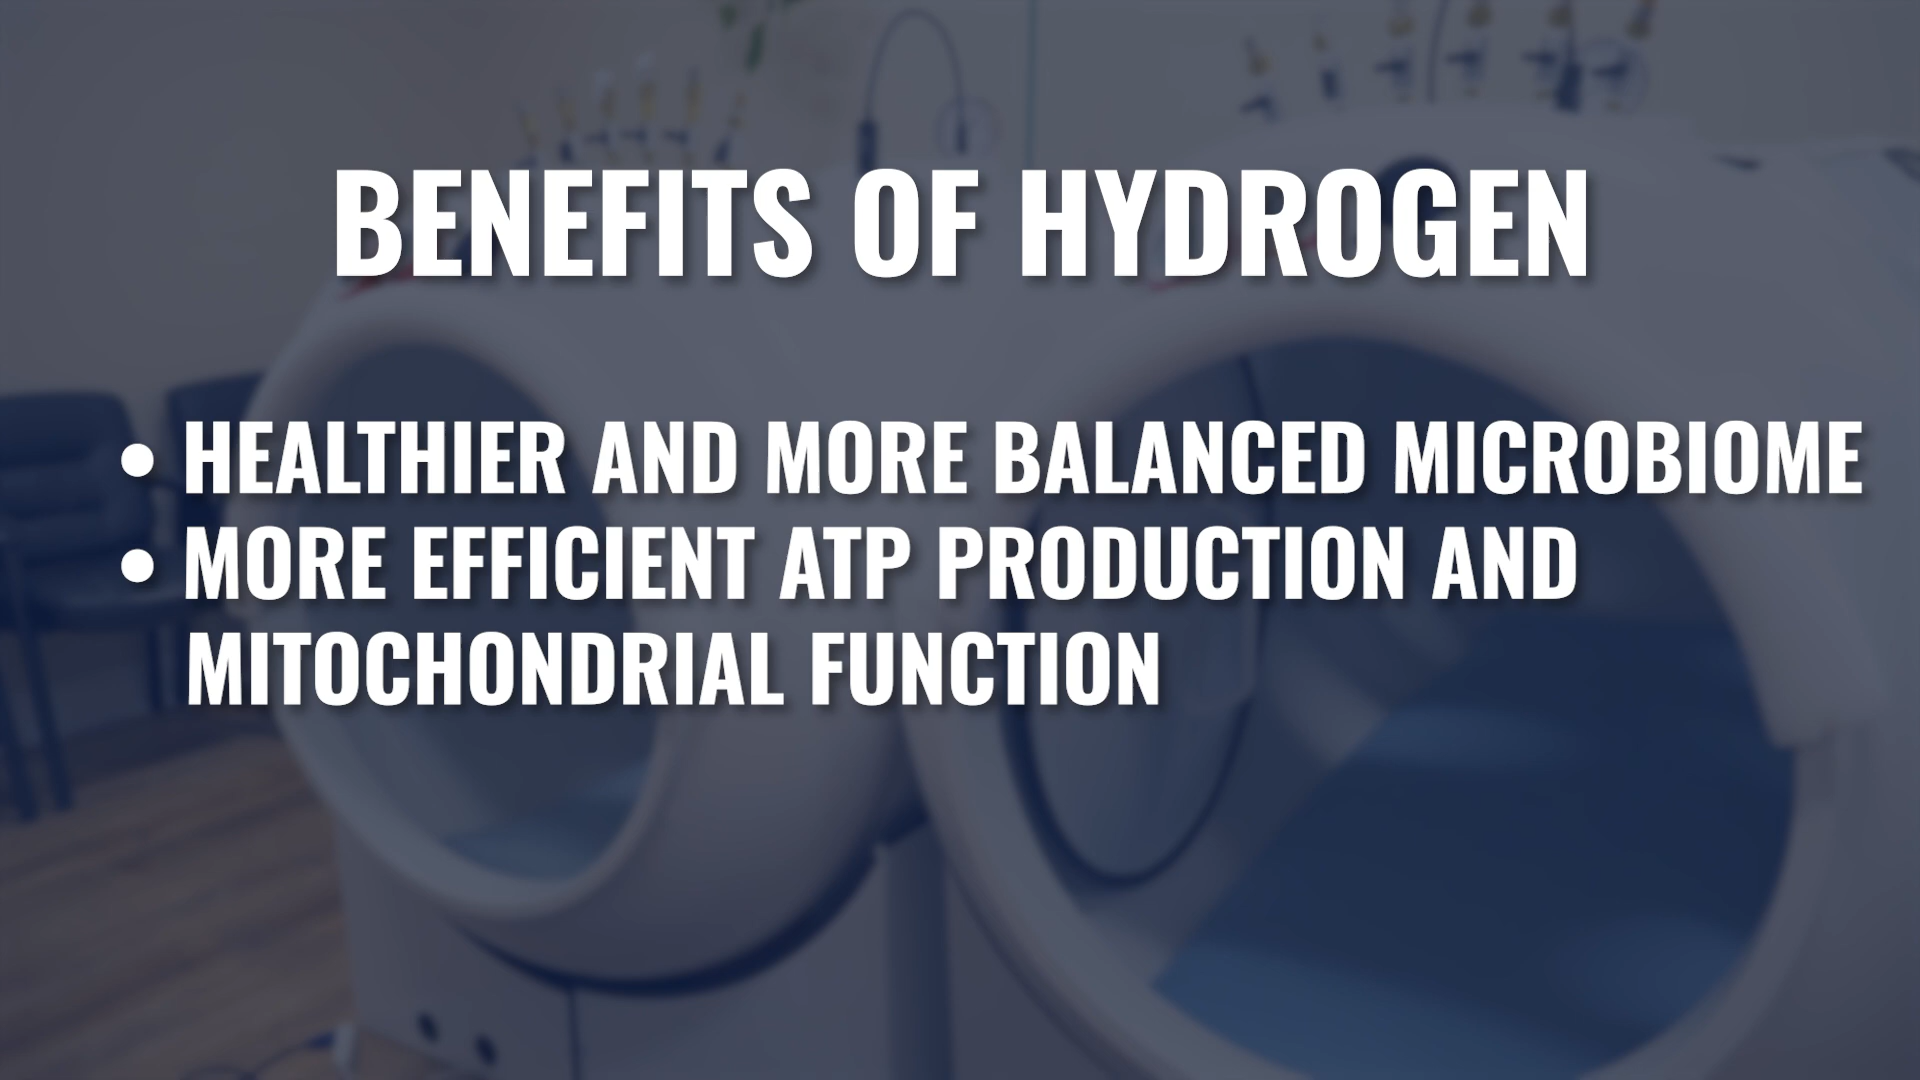 BENEFITS OF HYDROGEN
• HEALTHIER AND MORE BALANCED MICROBIOME
• MORE EFFICIENT ATP PRODUCTION AND
MITOCHONDRIAL FUNCTION